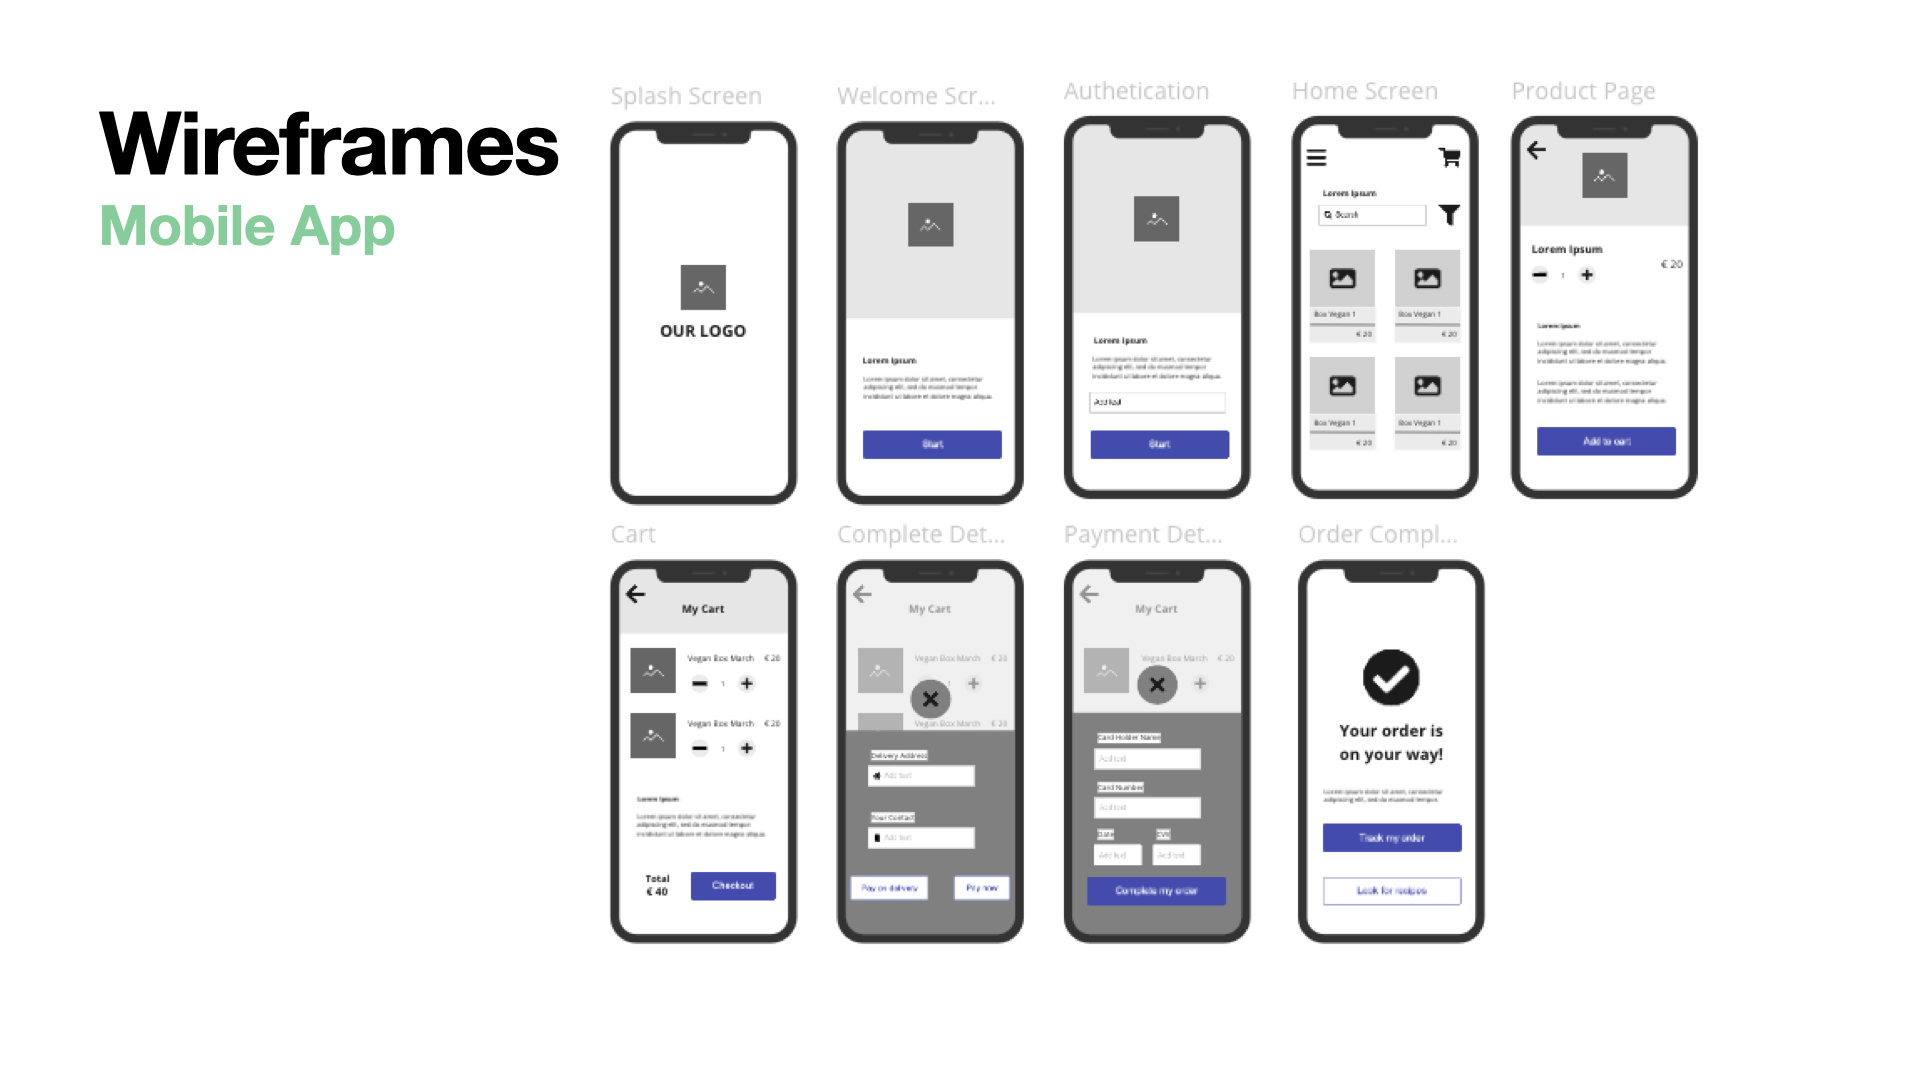 Wireframes
Mobile App
Splash Screen
OUR LOGO
Welcome Scr...
Lorem Ipsum
Lorem ipsum dolor sit amet, consectetur
adipiscing elit, sed do eiusmod tempor
incididunt ut labore et dolore magna aliqua.
Start
Authetication
Lorem Ipsum
Lorem ipsum dolor sit amet, consectetur
adipiscing elit, sed do eiusmod tempor
incididunt ut labore et dolore magna aliqua.
Add text
Start
Home Screen
Lorem Ipsum
Search
Box Vegan 1
€ 20
Box Vegan 1
€ 20
Box Vegan 1
€ 20
Box Vegan 1
€ 20
Product Page
Lorem Ipsum
€ 20
1
Lorem Ipsum
Lorem ipsum dolor sit amet, consectetur
adipiscing elit, sed do eiusmod tempor
incididunt ut labore et dolore magna aliqua.
Lorem ipsum dolor sit amet, consectetur
adipiscing elit, sed do eiusmod tempor
incididunt ut labore et dolore magna aliqua.
Add to cart
Cart
My Cart
Vegan Box March € 20
1
Vegan Box March € 20
1
Lorem Ipsum
Lorem ipsum dolor sit amet, consectetur
adipiscing elit, sed do eiusmod tempor
incididunt ut labore et dolore magna aliqua.
Total
€ 40
Checkout
Complete Det...
My Cart
Vegan Box March € 20
1
Vegan Box March € 20
Delivery Address
Add text
Your Contact
Add text
Pay on delivery
Pay now
Payment Det...
My Cart
Vegan Box March € 20
Card Holder Name
Add text
Card Number
Add text
Date
CVV
Add text
Add text
Complete my order
Order Compl...
Your order is
on your way!
Lorem ipsum dolor sit amet, consectetur
adipiscing elit, sed do eiusmod tempor
Track my order
Look for recipes